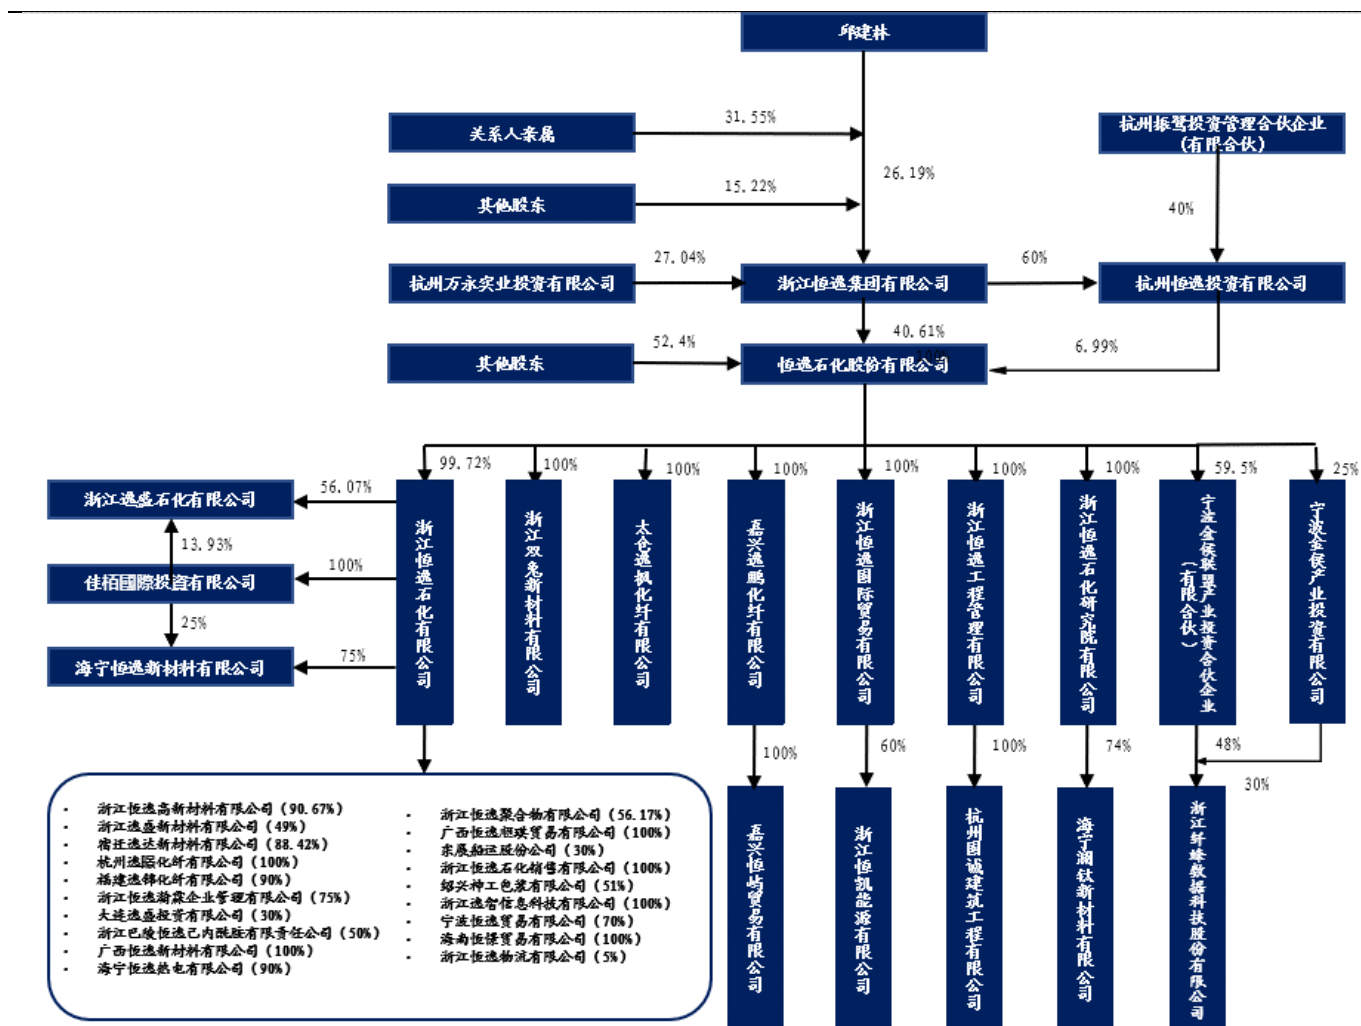 邱建林
31.55%
关系人亲属
杭州振鹭投资管理合伙企业
(有限合伙)
26.19%
15.22%
其他股东
40%
27.04%
60%
杭州万永实业投资有限公司
浙江恒逸集团有限公司
杭州恒逸投资有限公司
40.61%
52.4%
100%
6.99%
其他股东
恒逸石化股份有限公司
99.72%
100%
100%
100%
100%
100%
100%
59.5%
25%
浙江逸盛石化有限公司
56.07%
13.93%
佳栢國際投資有限公司
100%
25%
海宁恒逸新材料有限公司
75%
浙江恒逸石化有限公司
浙江双兔新材料有限公司
太仓逸枫化纤有限公司
嘉兴逸鹏化纤有限公司
浙江恒逸国际贸易有限公司
浙江恒逸工程管理有限公司
浙江恒逸石化研究院有限公司
宁波金侯联盟产业投资合伙企业
(有限合伙)
宁波金侯产业投资有限公司
100%
60%
100%
74%
48%
30%
嘉兴恒屿贸易有限公司
浙江恒凯能源有限公司
杭州固诚建筑工程有限公司
海宁澜钛新材料有限公司
浙江纤蜂数据科技股份有限公司
· 浙江恒逸高新材料有限公司(90.67%)
· 浙江逸盛新材料有限公司(49%)
· 宿迁逸达新材料有限公司(88.42%)
· 杭州逸暻化纤有限公司(100%)
· 福建逸锦化纤有限公司(90%)
· 浙江恒逸瀚霖企业管理有限公司(75%)
· 大连逸盛投资有限公司(30%)
· 浙江巴陵恒逸己内酰胺有限责任公司(50%)
· 广西恒逸新材料有限公司(100%)
· 海宁恒逸热电有限公司(90%)
· 浙江恒逸聚合物有限公司(56.17%)
· 广西恒逸顺琪贸易有限公司(100%)
· 东展船运股份公司(30%)
· 浙江恒逸石化销售有限公司(100%)
· 绍兴神工包装有限公司(51%)
· 浙江逸智信息科技有限公司(100%)
· 宁波恒逸贸易有限公司(70%)
· 海南恒憬贸易有限公司(100%)
· 浙江恒逸物流有限公司(5%)